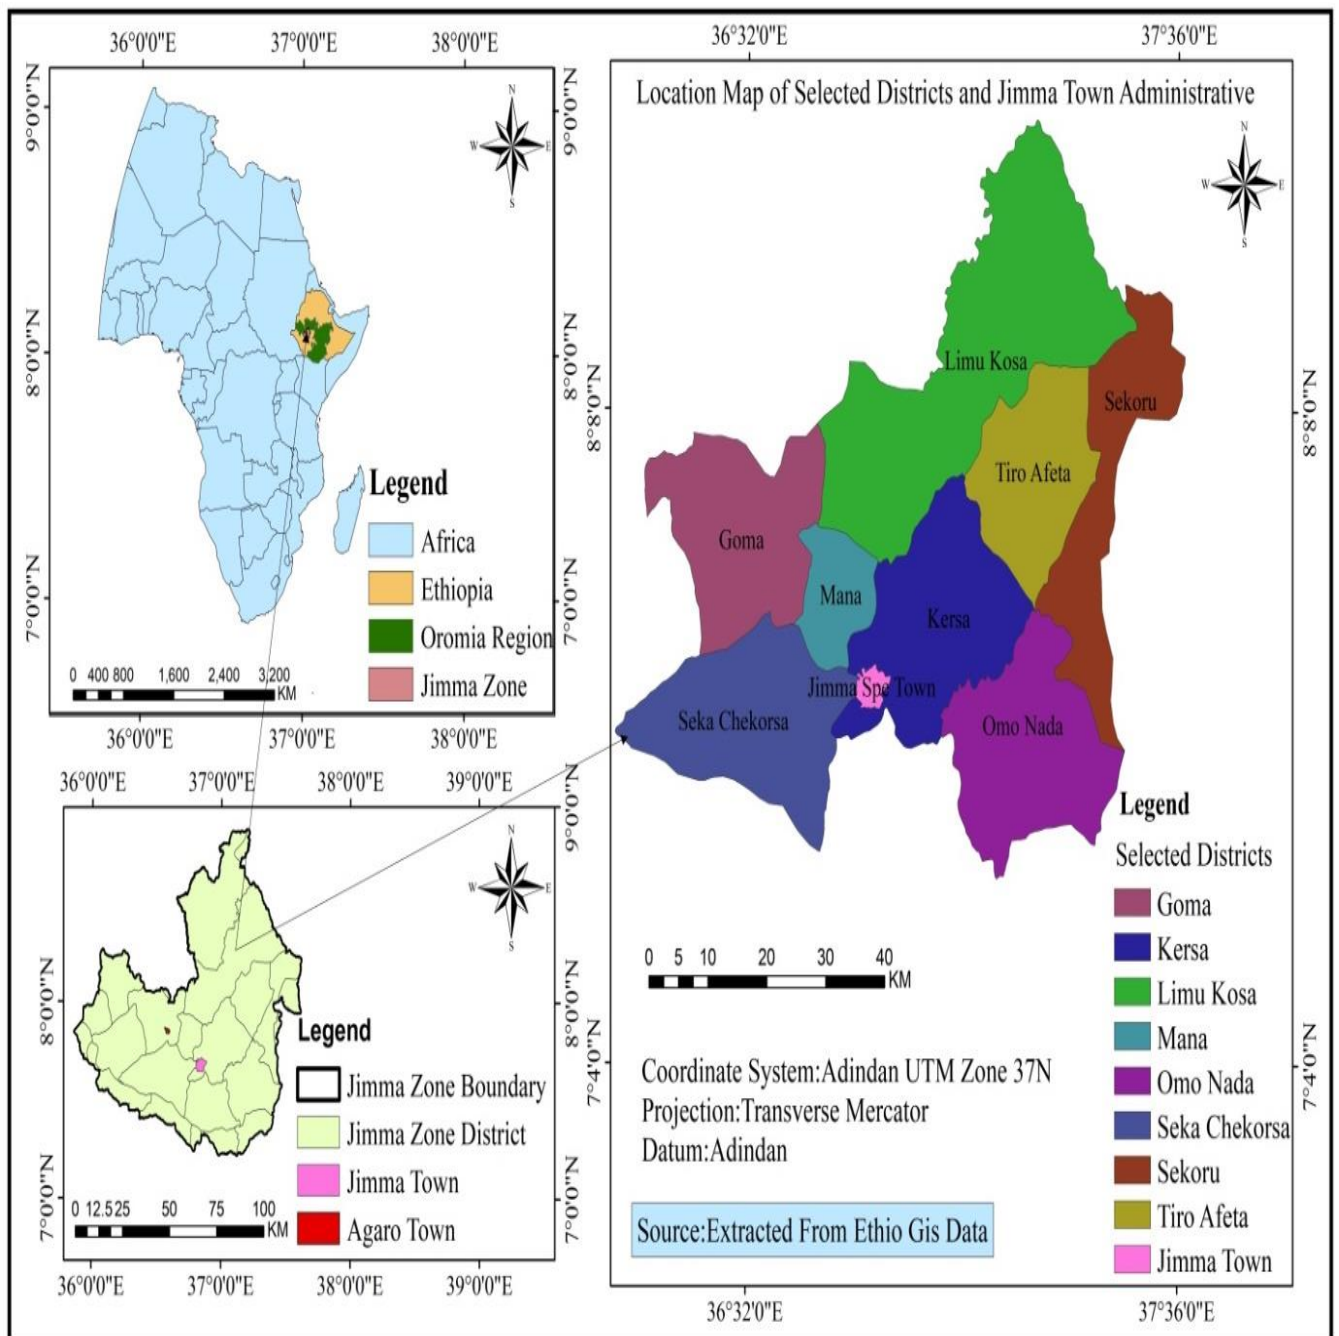 36°0'0"E 37°0'0"E 38°0'0"E
9°0'0"N 9°0'0"N
N
W E
S
8°0'0"N 8°0'0"N
Legend
Africa
Ethiopia
Oromia Region
Jimma Zone
7°0'0"N 7°0'0"N
0 400 800 1,600 2,400 3,200
KM
36°0'0"E 37°0'0"E 38°0'0"E
36°0'0"E 37°0'0"E 38°0'0"E 39°0'0"E
9°0'0"N
N
W E
S
8°0'0"N 8°0'0"N
Legend
Jimma Zone Boundary
Jimma Zone District
Jimma Town
Agaro Town
7°0'0"N 7°0'0"N
0 12.5 25 50 75 100
KM
36°0'0"E 37°0'0"E 38°0'0"E 39°0'0"E
36°32'0"E 37°36'0"E
Location Map of Selected Districts and Jimma Town Administrative
N
W E
S
Limu Kosa
Sekoru
8°8'0"N 8°8'0"N
Tiro Afeta
Goma
Mana
Kersa
Jimma Spe Town
Seka Chekorsa
Omo Nada
Legend
Selected Districts
Goma
Kersa
Limu Kosa
Mana
Omo Nada
Seka Chekorsa
Sekoru
Tiro Afeta
Jimma Town
0 5 10 20 30 40
KM
7°4'0"N 7°4'0"N
Coordinate System:Adindan UTM Zone 37N
Projection:Transverse Mercator
Datum:Adindan
Source:Extracted From Ethio Gis Data
36°32'0"E 37°36'0"E